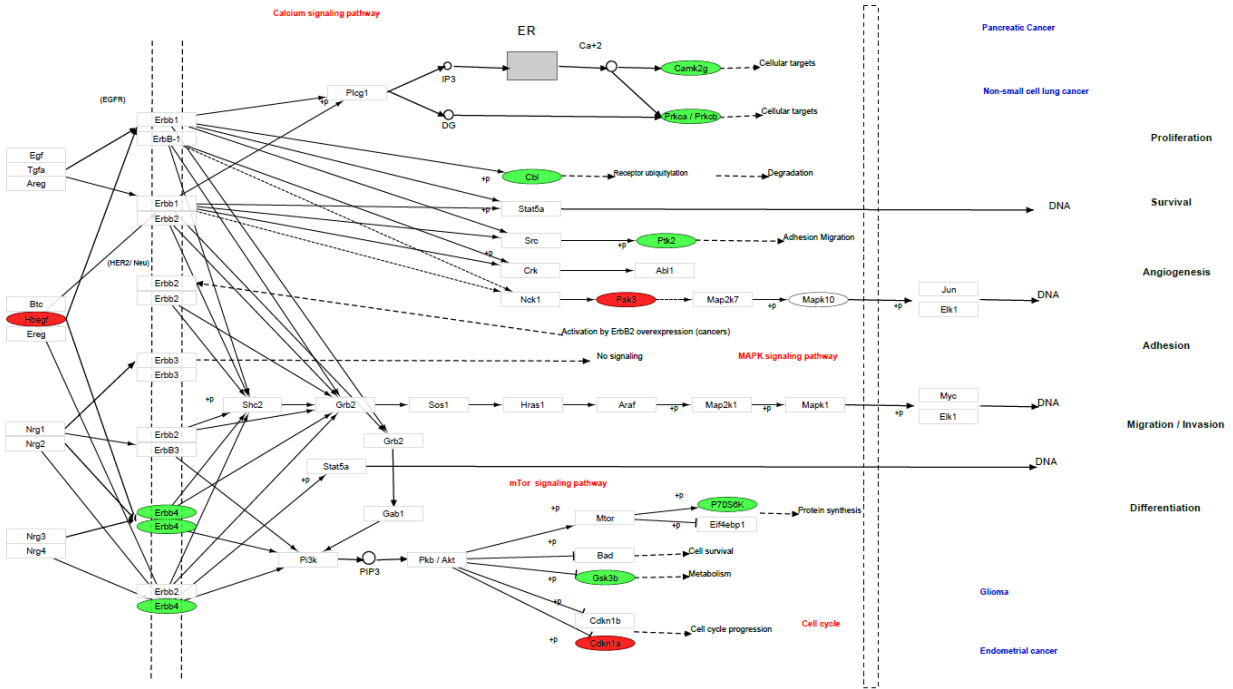 Calcium signaling pathway
ER
Ca+2
Pancreatic Cancer
IP3
Camk2g
Cellular targets
Plcg1
+p
Non-small cell lung cancer
(EGFR)
DG
Prkca / Prkcb
Cellular targets
+p
Erbb1
ErbB-1
Proliferation
Egf
Tgfa
Areg
+p
Cbl
Receptor ubiquitylation
Degradation
Erbb1
Erbb2
+p
Stat5a
DNA
Survival
Src
+p
Ptk2
Adhesion Migration
+p
Crk
Abl1
(HER2/ Neu)
Angiogenesis
Erbb2
Erbb2
Nck1
Pak3
Map2k7
+p
Mapk10
+p
Jun
Elk1
DNA
Btc
Hbegf
Ereg
Activation by ErbB2 overexpression (cancers)
Adhesion
Erbb3
Erbb3
No signaling
MAPK signaling pathway
+p
Shc2
Grb2
Sos1
Hras1
Araf
+p
Map2k1
+p
Mapk1
+p
Myc
Elk1
DNA
Nrg1
Nrg2
Erbb2
ErbB3
Grb2
Migration / Invasion
Stat5a
+p
DNA
mTor signaling pathway
Erbb4
Erbb4
Gab1
+p
P70S6K
Mtor
+p
Eif4ebp1
Protein synthesis
Differentiation
Nrg3
Nrg4
+p
Pi3k
PIP3
Pkb / Akt
Bad
Cell survival
+p
Gsk3b
Metabolism
Erbb2
Erbb4
Glioma
+p
Cdkn1b
Cell cycle progression
Cell cycle
+p
Cdkn1a
Endometrial cancer